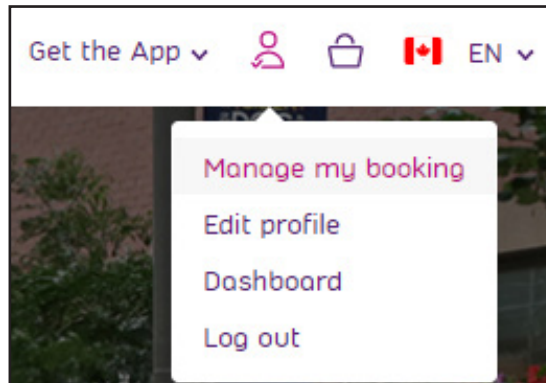 Get the App
EN
Manage my booking
Edit profile
Dashboard
Log out